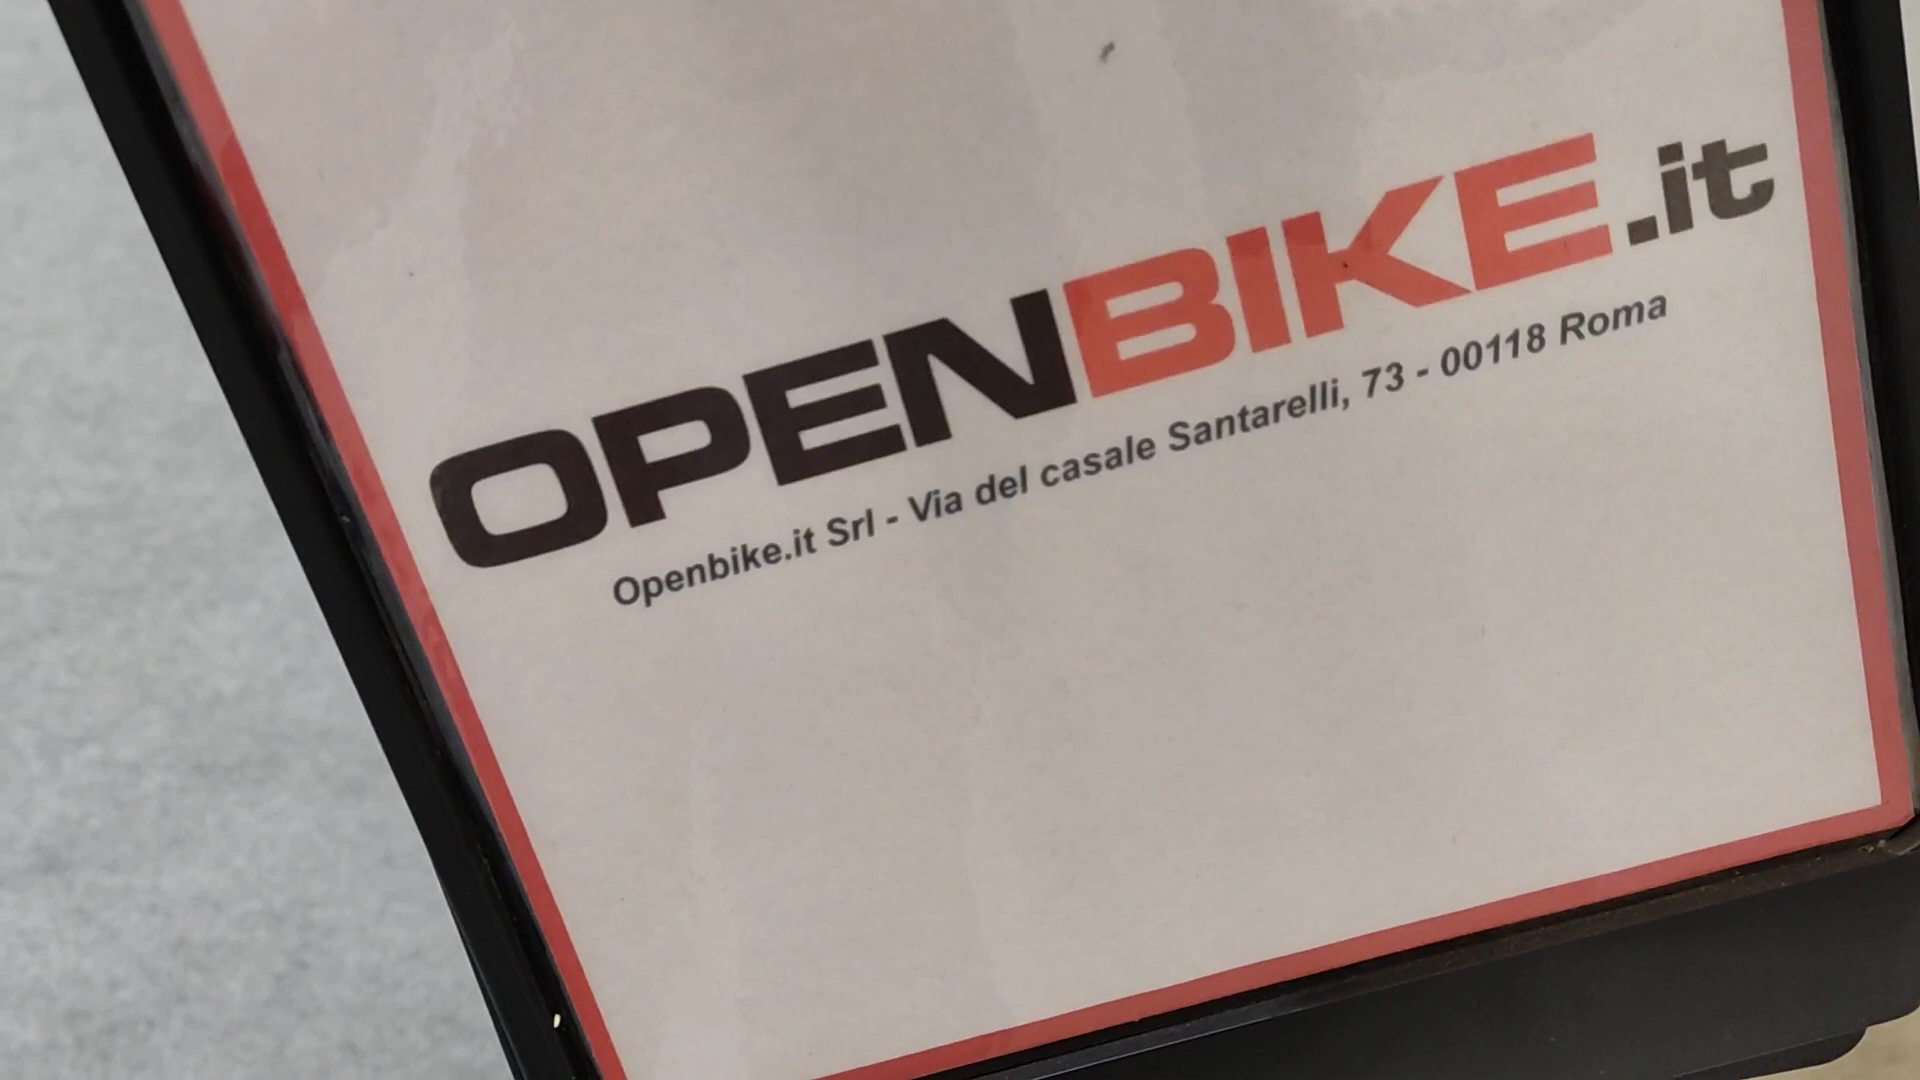 OPENBIKE.it
Openbike.it Srl - Via del casale Santarelli, 73 - 00118 Roma